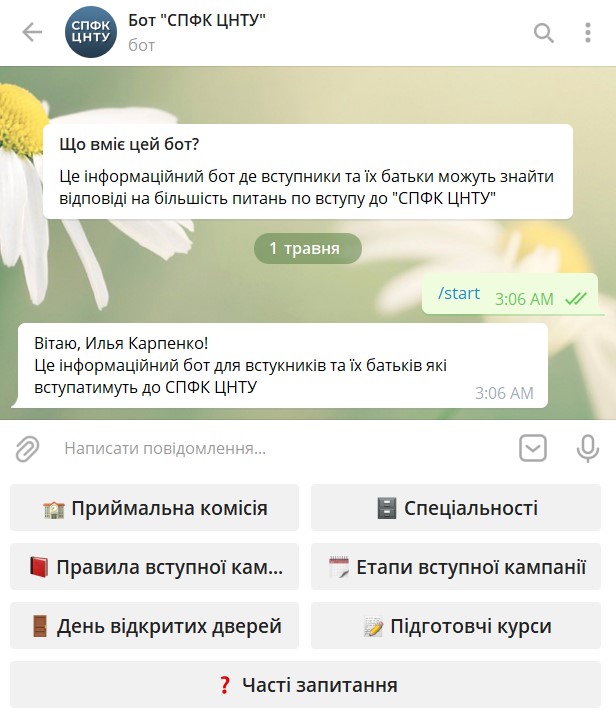 СПФК
ЦНТУ
Бот "СПФК ЦНТУ"
бот
Що вміє цей бот?
Це інформаційний бот де вступники та їх батьки можуть знайти
відповіді на більшість питань по вступу до "СПФК ЦНТУ"
1 травня
/start 3:06 AM
Вітаю, Илья Карпенко!
Це інформаційний бот для встукників та їх батьків які
вступатимуть до СПФК ЦНТУ
3:06 AM
Написати повідомлення...
Приймальна комісія
Спеціальності
Правила вступної кам...
Етапи вступної кампанії
День відкритих дверей
Підготовчі курси
❓ Часті запитання